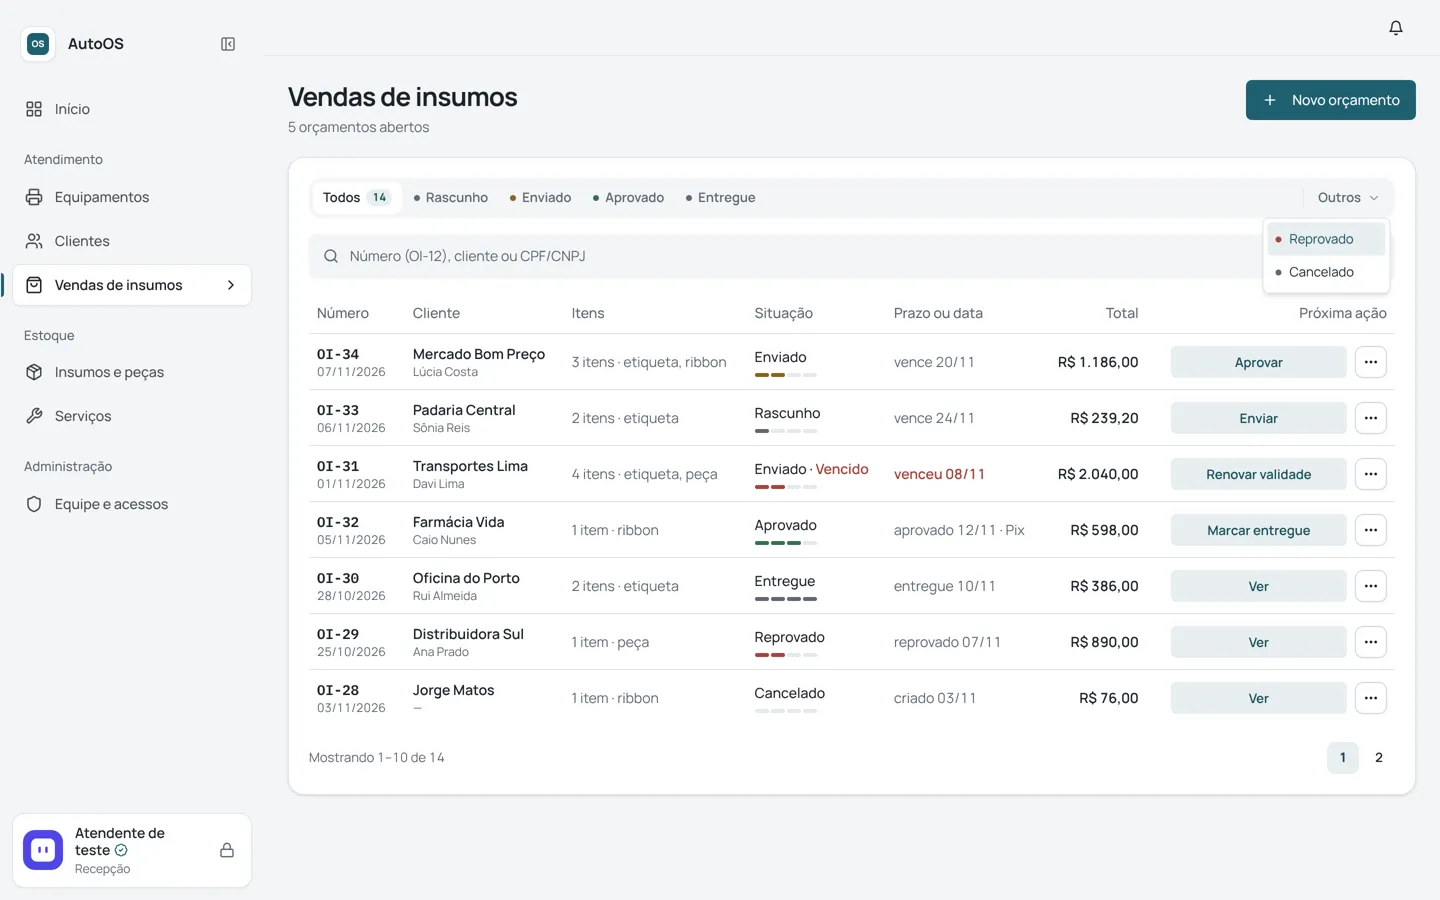 OS AutoOS
Início
Atendimento
Equipamentos
Clientes
Vendas de insumos
Estoque
Insumos e peças
Serviços
Administração
Equipe e acessos
Atendente de
teste
Recepção
Vendas de insumos
5 orçamentos abertos
Novo orçamento
Todos 14 Rascunho Enviado Aprovado Entregue Outros
Reprovado
Cancelado
Número (OI-12), cliente ou CPF/CNPJ
Número Cliente Itens Situação Prazo ou data Total Próxima ação
OI-34 Mercado Bom Preço 3 itens · etiqueta, ribbon Enviado vence 20/11 R$ 1.186,00 Aprovar
07/11/2026 Lúcia Costa
OI-33 Padaria Central 2 itens · etiqueta Rascunho vence 24/11 R$ 239,20 Enviar
06/11/2026 Sônia Reis
OI-31 Transportes Lima 4 itens · etiqueta, peça Enviado · Vencido venceu 08/11 R$ 2.040,00 Renovar validade
01/11/2026 Davi Lima
OI-32 Farmácia Vida 1 item · ribbon Aprovado aprovado 12/11 · Pix R$ 598,00 Marcar entregue
05/11/2026 Caio Nunes
OI-30 Oficina do Porto 2 itens · etiqueta Entregue entregue 10/11 R$ 386,00 Ver
28/10/2026 Rui Almeida
OI-29 Distribuidora Sul 1 item · peça Reprovado reprovado 07/11 R$ 890,00 Ver
25/10/2026 Ana Prado
OI-28 Jorge Matos 1 item · ribbon Cancelado criado 03/11 R$ 76,00 Ver
03/11/2026 —
Mostrando 1–10 de 14 1 2